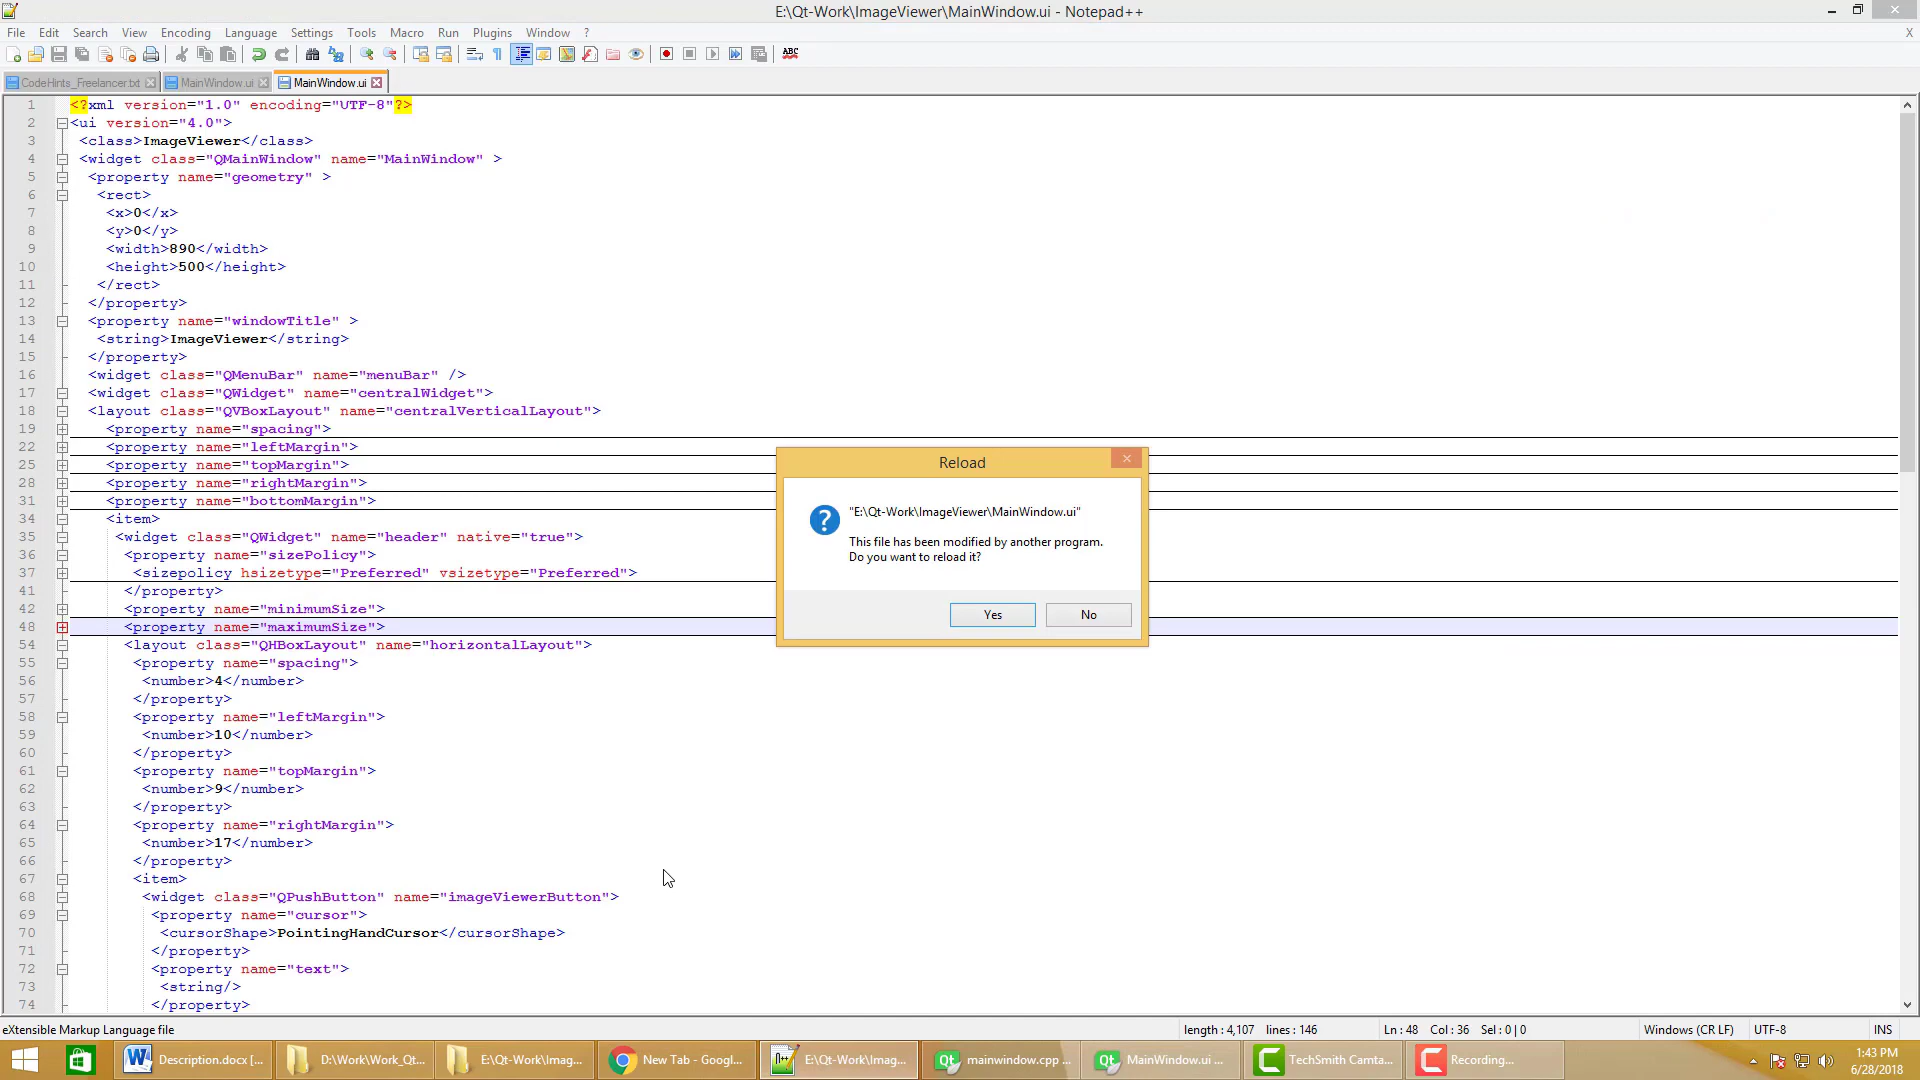 E:\Qt-Work\ImageViewer\MainWindow.ui - Notepad++
File Edit Search View Encoding Language Settings Tools Macro Run Plugins Window ? X
CodeHints_Freelancer.txt MainWindow.ui MainWindow.ui
1 <?xml version="1.0" encoding="UTF-8"?>
2 <ui version="4.0">
3 <class>ImageViewer</class>
4 <widget class="QMainWindow" name="MainWindow" >
5 <property name="geometry" >
6 <rect>
7 <x>0</x>
8 <y>0</y>
9 <width>890</width>
10 <height>500</height>
11 </rect>
12 </property>
13 <property name="windowTitle" >
14 <string>ImageViewer</string>
15 </property>
16 <widget class="QMenuBar" name="menuBar" />
17 <widget class="QWidget" name="centralWidget">
18 <layout class="QVBoxLayout" name="centralVerticalLayout">
19 <property name="spacing">
22 <property name="leftMargin">
25 <property name="topMargin">
28 <property name="rightMargin">
31 <property name="bottomMargin">
34 <item>
35 <widget class="QWidget" name="header" native="true">
36 <property name="sizePolicy">
37 <sizepolicy hsizetype="Preferred" vsizetype="Preferred">
41 </property>
42 <property name="minimumSize">
48 <property name="maximumSize">
54 <layout class="QHBoxLayout" name="horizontalLayout">
55 <property name="spacing">
56 <number>4</number>
57 </property>
58 <property name="leftMargin">
59 <number>10</number>
60 </property>
61 <property name="topMargin">
62 <number>9</number>
63 </property>
64 <property name="rightMargin">
65 <number>17</number>
66 </property>
67 <item>
68 <widget class="QPushButton" name="imageViewerButton">
69 <property name="cursor">
70 <cursorShape>PointingHandCursor</cursorShape>
71 </property>
72 <property name="text">
73 <string/>
74 </property>
Reload
"E:\Qt-Work\ImageViewer\MainWindow.ui"
This file has been modified by another program.
Do you want to reload it?
Yes No
eXtensible Markup Language file length : 4,107 lines : 146 Ln : 48 Col : 36 Sel : 0 | 0 Windows (CR LF) UTF-8 INS
Description.docx [... D:\Work\Work_Qt... E:\Qt-Work\Imag... New Tab - Googl... E:\Qt-Work\Imag... mainwindow.cpp ... MainWindow.ui ... TechSmith Camta... Recording...
1:43 PM
6/28/2018